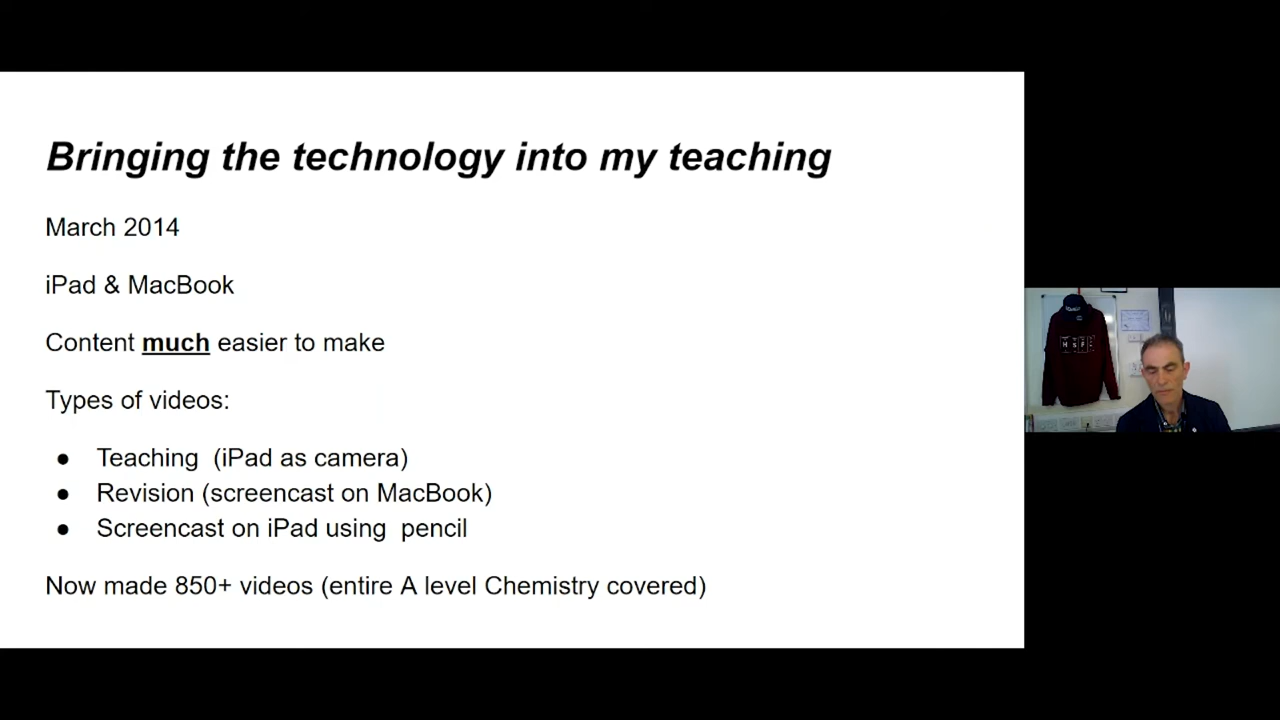 Bringing the technology into my teaching
March 2014
iPad & MacBook
Content much easier to make
Types of videos:
● Teaching (iPad as camera)
● Revision (screencast on MacBook)
● Screencast on iPad using pencil
Now made 850+ videos (entire A level Chemistry covered)